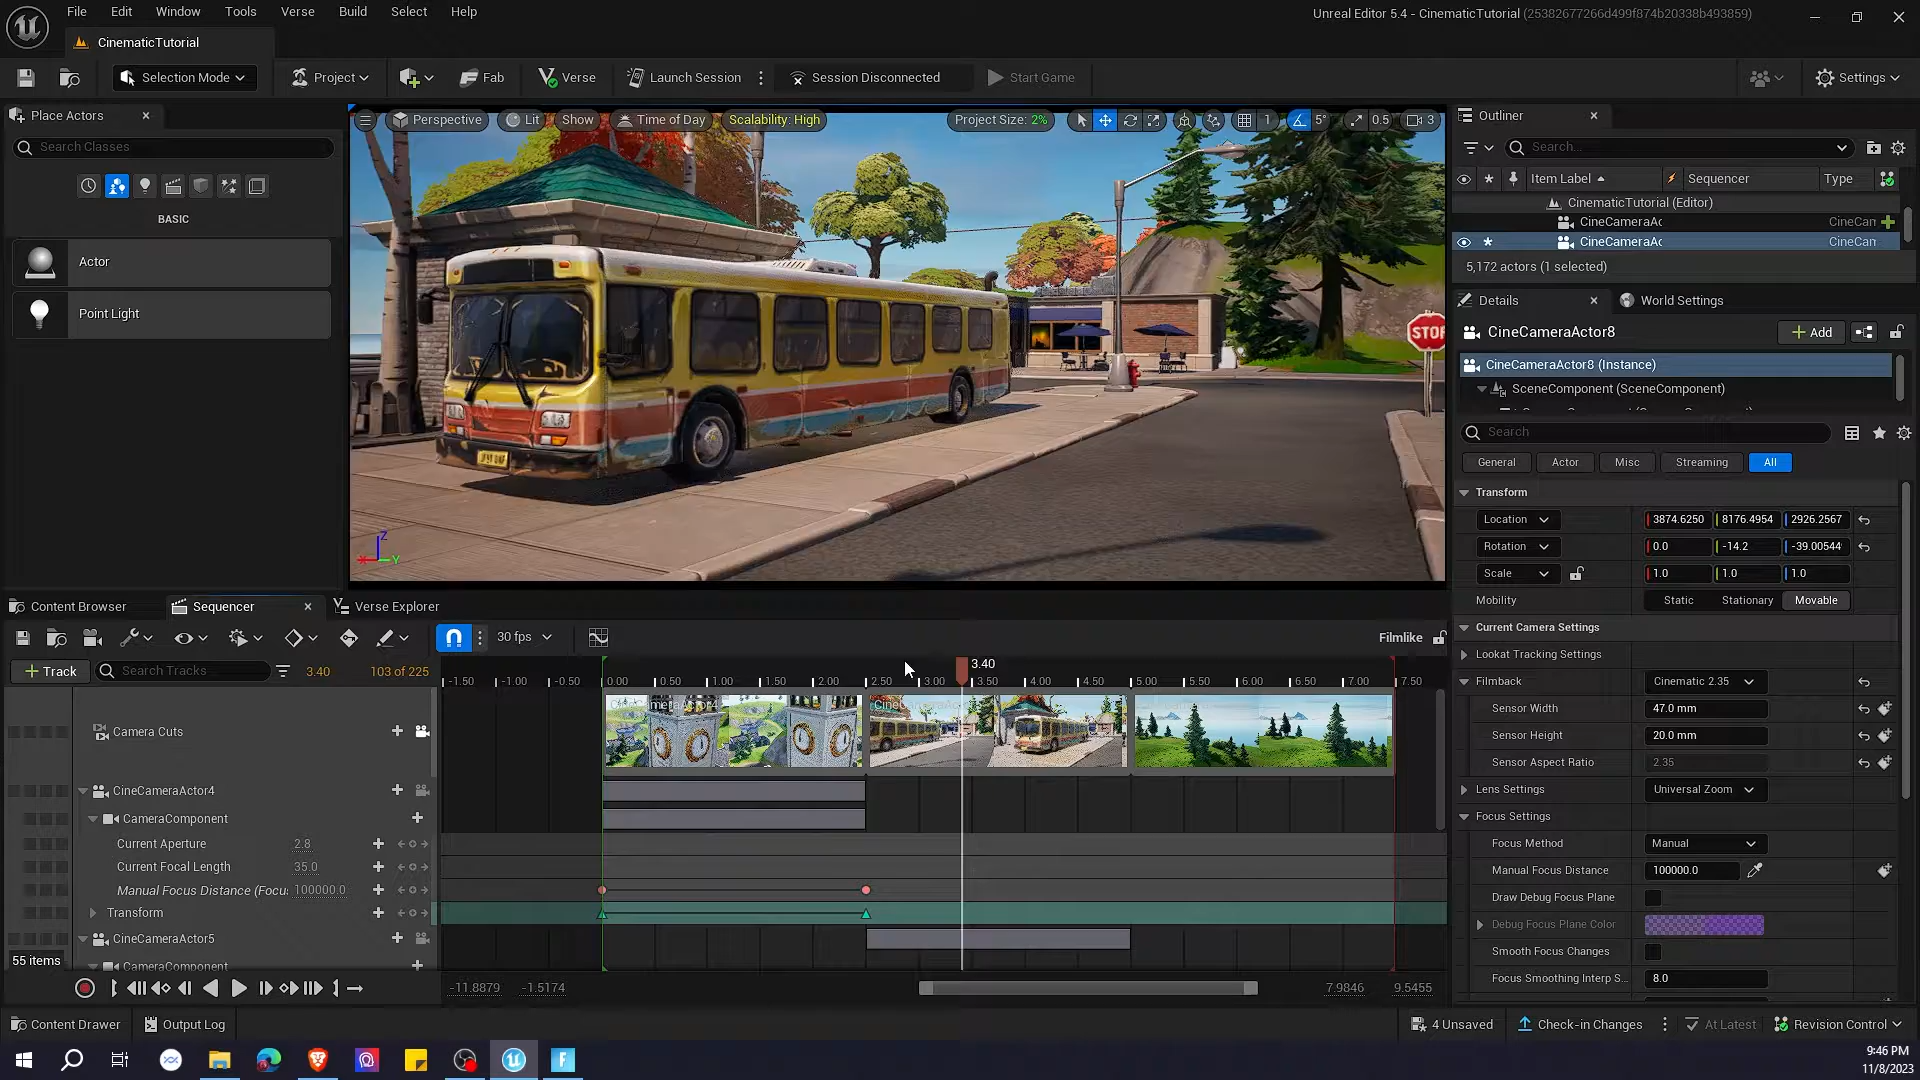 File Edit Window Tools Verse Build Select Help
Unreal Editor 5.4 - CinematicTutorial (25382677266d499f874b20338b493859)
CinematicTutorial
Selection Mode Project Fab Verse Launch Session Session Disconnected Start Game Settings
Place Actors
Search Classes
BASIC
Actor
Point Light
Perspective Lit Show Time of Day Scalability: High Project Size: 2% 1 5° 0.5 3
STOP
Z
X Y
Outliner
Search...
Item Label Sequencer Type
CinematicTutorial (Editor)
CineCameraAc CineCam
CineCameraAc CineCam
5,172 actors (1 selected)
Details World Settings
CineCameraActor8 Add
CineCameraActor8 (Instance)
SceneComponent (SceneComponent)
Search
General Actor Misc Streaming All
Transform
Location 3874.6250 8176.4954 2926.2567
Rotation 0.0 -14.2 -39.00544
Scale 1.0 1.0 1.0
Mobility Static Stationary Movable
Current Camera Settings
Lookat Tracking Settings
Filmback Cinematic 2.35
Sensor Width 47.0 mm
Sensor Height 20.0 mm
Sensor Aspect Ratio 2.35
Lens Settings Universal Zoom
Focus Settings
Focus Method Manual
Manual Focus Distance 100000.0
Draw Debug Focus Plane
Debug Focus Plane Color
Smooth Focus Changes
Focus Smoothing Interp S... 8.0
Content Browser Sequencer Verse Explorer
30 fps Filmlike
Track Search Tracks 3.40 103 of 225
3.40
-1.50 -1.00 -0.50 0.00 0.50 1.00 1.50 2.00 2.50 3.00 3.50 4.00 4.50 5.00 5.50 6.00 6.50 7.00 7.50
Camera Cuts
CineCameraActor4
CameraComponent
Current Aperture 2.8
Current Focal Length 35.0
Manual Focus Distance (Focu: 100000.0
Transform
CineCameraActor5
CameraComponent
55 items
-11.8879 -1.5174 7.9846 9.5455
Content Drawer Output Log 4 Unsaved Check-in Changes At Latest Revision Control
9:46 PM
11/8/2023